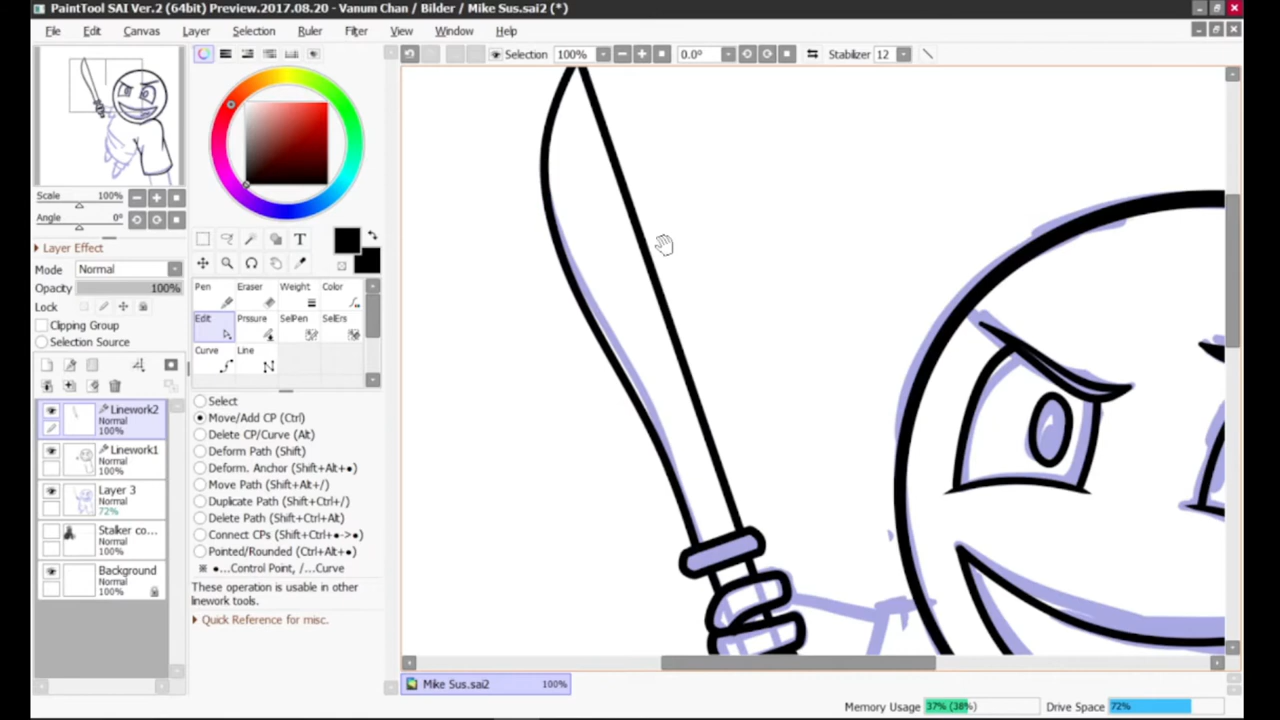 PaintTool SAI Ver.2 (64bit) Preview.2017.08.20 - Vanum Chan / Bilder / Mike Sus.sai2 (*)
File Edit Canvas Layer Selection Ruler Filter View Window Help
Selection 100% 0.0° Stabilizer 12
Scale 100%
Angle 0°
Layer Effect
Mode Normal
Opacity 100%
Lock
Clipping Group
Selection Source
Linework2
Normal
100%
Linework1
Normal
100%
Layer 3
Normal
72%
Stalker co...
Normal
100%
Background
Normal
100%
T
Pen Eraser Weight Color
Edit Prssure SelPen SelErs
Curve Line
Select
Move/Add CP (Ctrl)
Delete CP/Curve (Alt)
Deform Path (Shift)
Deform. Anchor (Shift+Alt+●)
Move Path (Shift+Alt+/)
Duplicate Path (Shift+Ctrl+/)
Delete Path (Shift+Ctrl+Alt)
Connect CPs (Shift+Ctrl+●->●)
Pointed/Rounded (Ctrl+Alt+●)
※ ●...Control Point, /...Curve
These operation is usable in other
linework tools.
Quick Reference for misc.
Mike Sus.sai2 100%
Memory Usage 37% (38%) Drive Space 72%